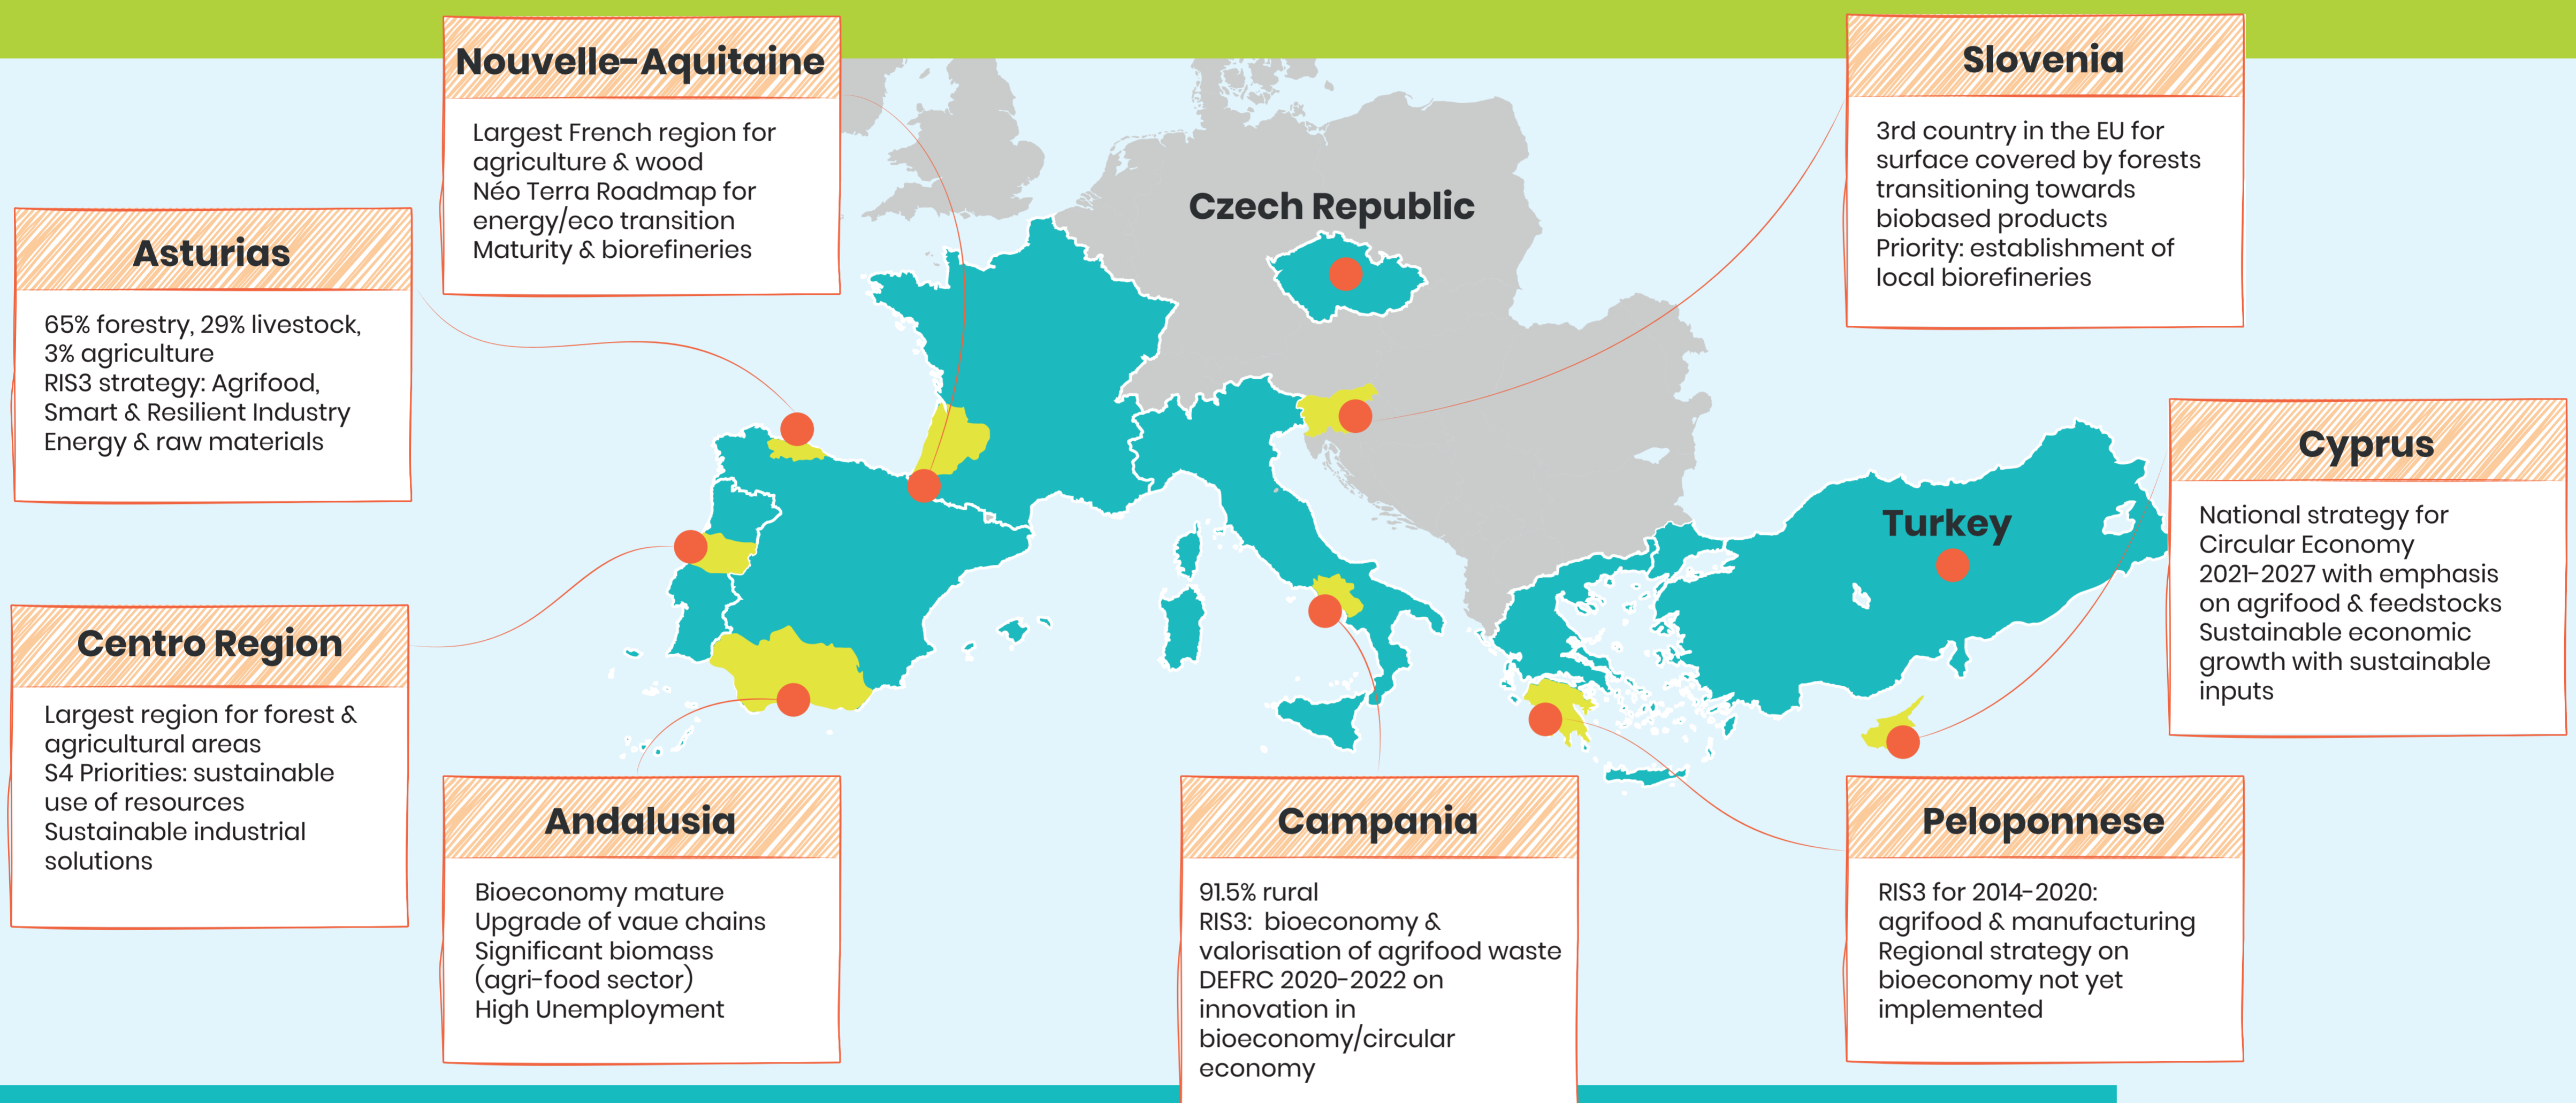 Nouvelle-Aquitaine
Largest French region for
agriculture & wood
Néo Terra Roadmap for
energy/eco transition
Maturity & biorefineries
Slovenia
3rd country in the EU for
surface covered by forests
transitioning towards
biobased products
Priority: establishment of
local biorefineries
Asturias
65% forestry, 29% livestock,
3% agriculture
RIS3 strategy: Agrifood,
Smart & Resilient Industry
Energy & raw materials
Czech Republic
Turkey
Cyprus
National strategy for
Circular Economy
2021-2027 with emphasis
on agrifood & feedstocks
Sustainable economic
growth with sustainable
inputs
Centro Region
Largest region for forest &
agricultural areas
S4 Priorities: sustainable
use of resources
Sustainable industrial
solutions
Andalusia
Bioeconomy mature
Upgrade of vaue chains
Significant biomass
(agri-food sector)
High Unemployment
Campania
91.5% rural
RIS3:  bioeconomy &
valorisation of agrifood waste
DEFRC 2020-2022 on
innovation in
bioeconomy/circular
economy
Peloponnese
RIS3 for 2014-2020:
agrifood & manufacturing
Regional strategy on
bioeconomy not yet
implemented